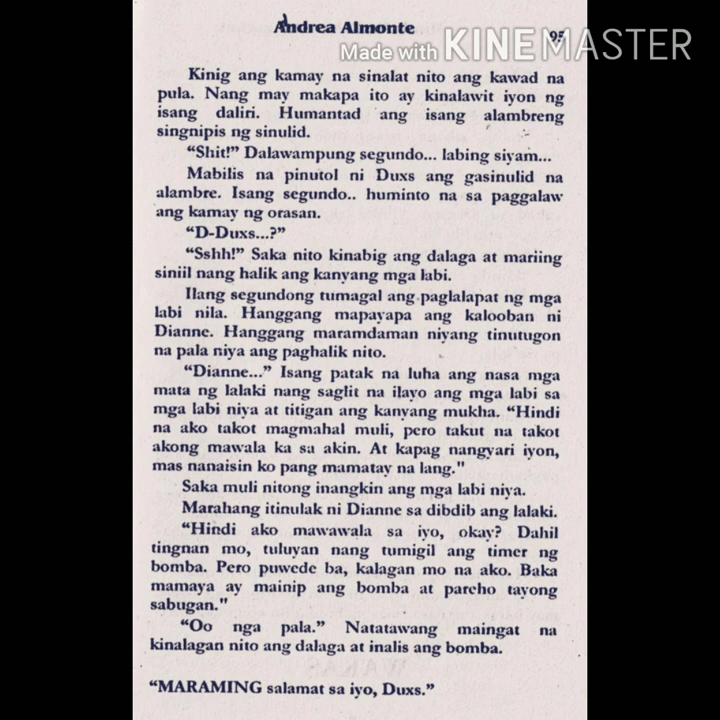 Andrea Almonte
95
Made with KINEMASTER
Kinig ang kamay na sinalat nito ang kawad na
pula. Nang may makapa ito ay kinalawit iyon ng
isang daliri. Humantad ang isang alambreng
singnipis ng sinulid.
“Shit!” Dalawampung segundo... labing siyam...
Mabilis na pinutol ni Duxs ang gasinulid na
alambre. Isang segundo.. huminto na sa paggalaw
ang kamay ng orasan.
“D-Duxs...?”
“Sshh!” Saka nito kinabig ang dalaga at mariing
siniil nang halik ang kanyang mga labi.
Ilang segundong tumagal ang paglalapat ng mga
labi nila. Hanggang mapayapa ang kalooban ni
Dianne. Hanggang maramdaman niyang tinutugon
na pala niya ang paghalik nito.
“Dianne...” Isang patak na luha ang nasa mga
mata ng lalaki nang saglit na ilayo ang mga labi sa
mga labi niya at titigan ang kanyang mukha. “Hindi
na ako takot magmahal muli, pero takut na takot
akong mawala ka sa akin. At kapag nangyari iyon,
mas nanaisin ko pang mamatay na lang."
Saka muli nitong inangkin ang mga labi niya.
Marahang itinulak ni Dianne sa dibdib ang lalaki.
“Hindi ako mawawala sa iyo, okay? Dahil
tingnan mo, tuluyan nang tumigil ang timer ng
bomba. Pero puwede ba, kalagan mo na ako. Baka
mamaya ay mainip ang bomba at pareho tayong
sabugan."
“Oo nga pala.” Natatawang maingat na
kinalagan nito ang dalaga at inalis ang bomba.
“MARAMING salamat sa iyo, Duxs.”